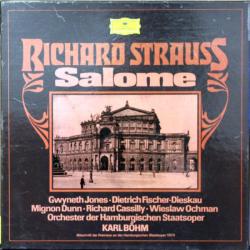 RICHARD STRAUSS
Salome
Gwyneth Jones · Dietrich Fischer-Dieskau
Mignon Dunn · Richard Cassilly · Wieslaw Ochman
Orchester der Hamburgischen Staatsoper
KARL BÖHM